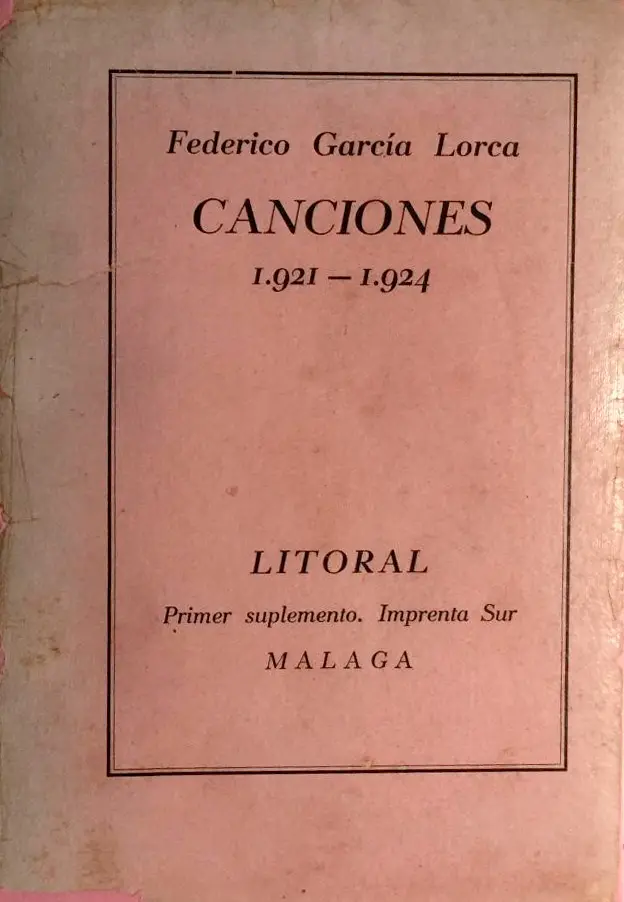 Federico García Lorca
CANCIONES
1.921 — 1.924
LITORAL
Primer suplemento. Imprenta Sur
MALAGA